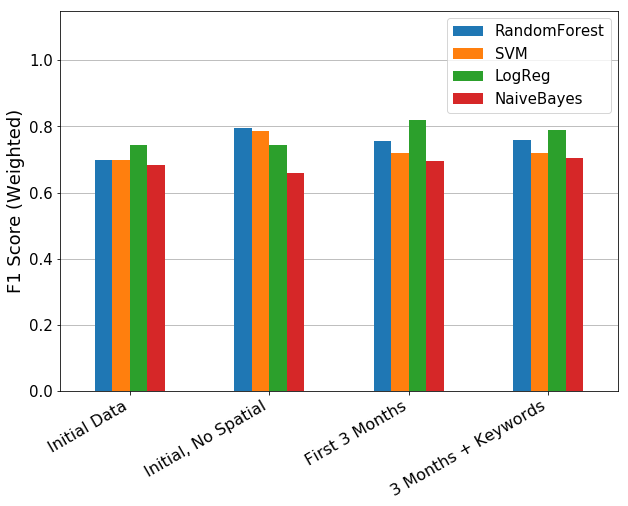 RandomForest
SVM
LogReg
NaiveBayes
F1 Score (Weighted)
1.0
0.8
0.6
0.4
0.2
0.0
Initial Data
Initial, No Spatial
First 3 Months
3 Months + Keywords